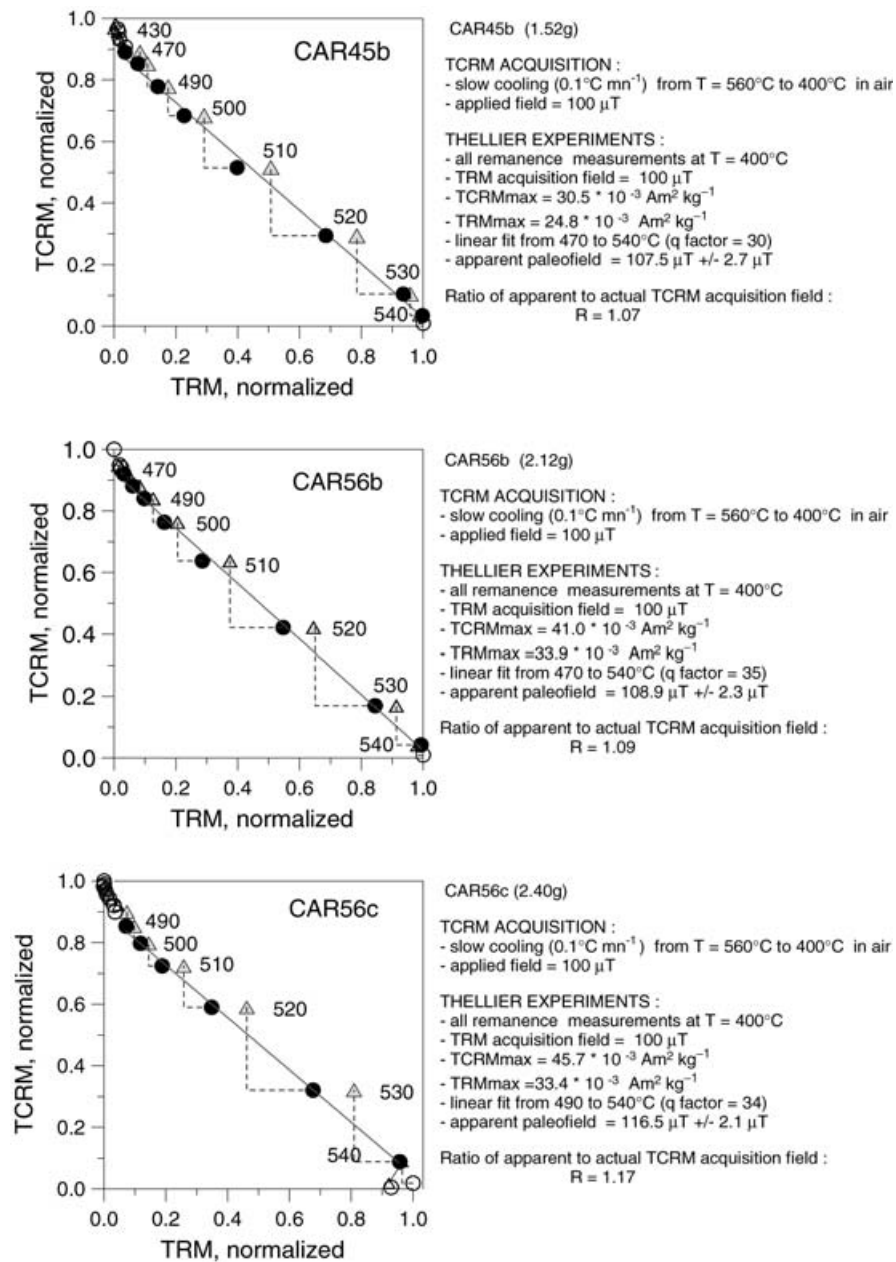 CAR45b
430
470
490
500
510
520
530
540
1.0
0.8
0.6
0.4
0.2
0.0
TCRM, normalized
0.0 0.2 0.4 0.6 0.8 1.0
TRM, normalized
CAR45b (1.52g)
TCRM ACQUISITION :
- slow cooling (0.1°C mn⁻¹) from T = 560°C to 400°C in air
- applied field = 100 µT
THELLIER EXPERIMENTS :
- all remanence measurements at T = 400°C
- TRM acquisition field = 100 µT
- TCRMmax = 30.5 * 10 ⁻³ Am² kg⁻¹
- TRMmax = 24.8 * 10 ⁻³ Am² kg⁻¹
- linear fit from 470 to 540°C (q factor = 30)
- apparent paleofield = 107.5 µT +/- 2.7 µT
Ratio of apparent to actual TCRM acquisition field :
R = 1.07
CAR56b
470
490
500
510
520
530
540
1.0
0.8
0.6
0.4
0.2
0.0
TCRM, normalized
0.0 0.2 0.4 0.6 0.8 1.0
TRM, normalized
CAR56b (2.12g)
TCRM ACQUISITION :
- slow cooling (0.1°C mn⁻¹) from T = 560°C to 400°C in air
- applied field = 100 µT
THELLIER EXPERIMENTS :
- all remanence measurements at T = 400°C
- TRM acquisition field = 100 µT
- TCRMmax = 41.0 * 10 ⁻³ Am² kg⁻¹
- TRMmax =33.9 * 10 ⁻³ Am² kg⁻¹
- linear fit from 470 to 540°C (q factor = 35)
- apparent paleofield = 108.9 µT +/- 2.3 µT
Ratio of apparent to actual TCRM acquisition field :
R = 1.09
CAR56c
490
500
510
520
530
540
1.0
0.8
0.6
0.4
0.2
0.0
TCRM, normalized
0.0 0.2 0.4 0.6 0.8 1.0
TRM, normalized
CAR56c (2.40g)
TCRM ACQUISITION :
- slow cooling (0.1°C mn⁻¹) from T = 560°C to 400°C in air
- applied field = 100 µT
THELLIER EXPERIMENTS :
- all remanence measurements at T = 400°C
- TRM acquisition field = 100 µT
- TCRMmax = 45.7 * 10 ⁻³ Am² kg⁻¹
- TRMmax =33.4 * 10 ⁻³ Am² kg⁻¹
- linear fit from 490 to 540°C (q factor = 34)
- apparent paleofield = 116.5 µT +/- 2.1 µT
Ratio of apparent to actual TCRM acquisition field :
R = 1.17